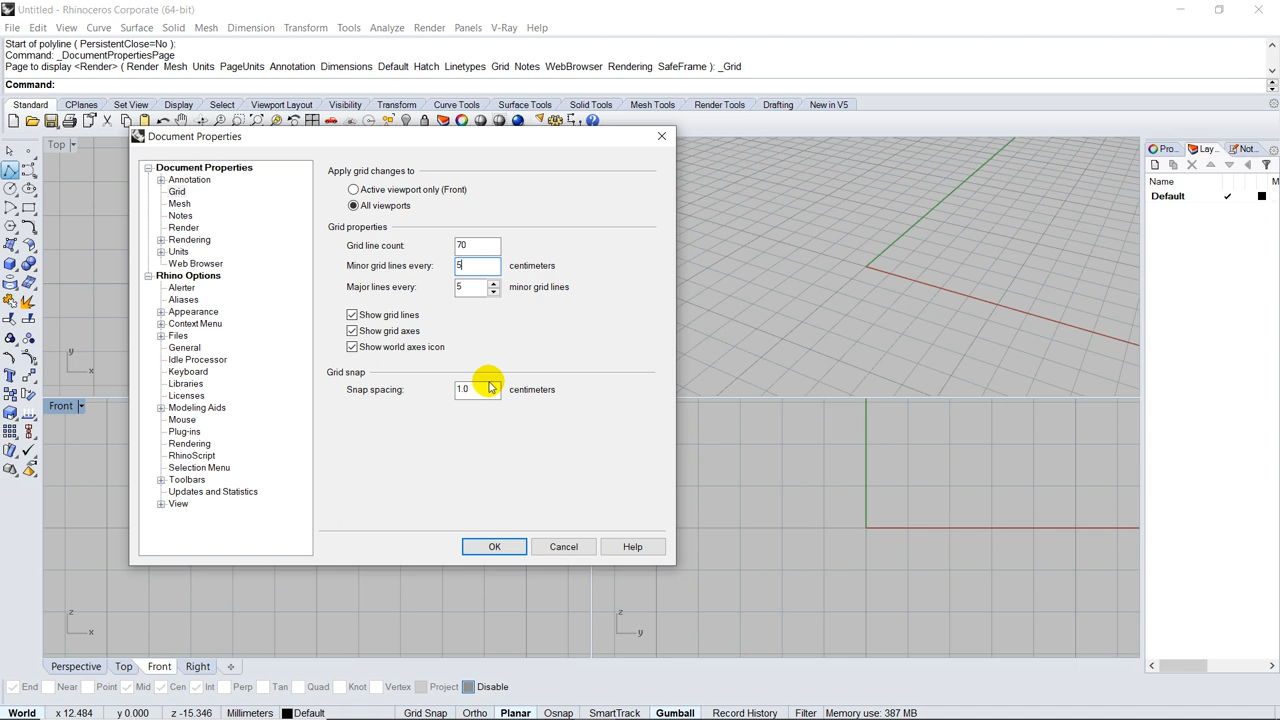 Untitled - Rhinoceros Corporate (64-bit)
File Edit View Curve Surface Solid Mesh Dimension Transform Tools Analyze Render Panels V-Ray Help
Start of polyline ( PersistentClose=No ):
Command: _DocumentPropertiesPage
Page to display <Render> ( Render Mesh Units PageUnits Annotation Dimensions Default Hatch Linetypes Grid Notes WebBrowser Rendering SafeFrame ): _Grid
Command:
Standard CPlanes Set View Display Select Viewport Layout Visibility Transform Curve Tools Surface Tools Solid Tools Mesh Tools Render Tools Drafting New in V5
Document Properties
Top
Pro... Lay... Not...
Name M
Default
Document Properties
Annotation
Grid
Mesh
Notes
Render
Rendering
Units
Web Browser
Rhino Options
Alerter
Aliases
Appearance
Context Menu
Files
General
Idle Processor
Keyboard
Libraries
Licenses
Modeling Aids
Mouse
Plug-ins
Rendering
RhinoScript
Selection Menu
Toolbars
Updates and Statistics
View
Apply grid changes to
Active viewport only (Front)
All viewports
Grid properties
Grid line count: 70
Minor grid lines every: 5 centimeters
Major lines every: 5 minor grid lines
Show grid lines
Show grid axes
Show world axes icon
Grid snap
Snap spacing: 1.0 centimeters
OK Cancel Help
y
x
Front
z
x
z
y
Perspective Top Front Right
End Near Point Mid Cen Int Perp Tan Quad Knot Vertex Project Disable
World x 12.484 y 0.000 z -15.346 Millimeters Default Grid Snap Ortho Planar Osnap SmartTrack Gumball Record History Filter Memory use: 387 MB